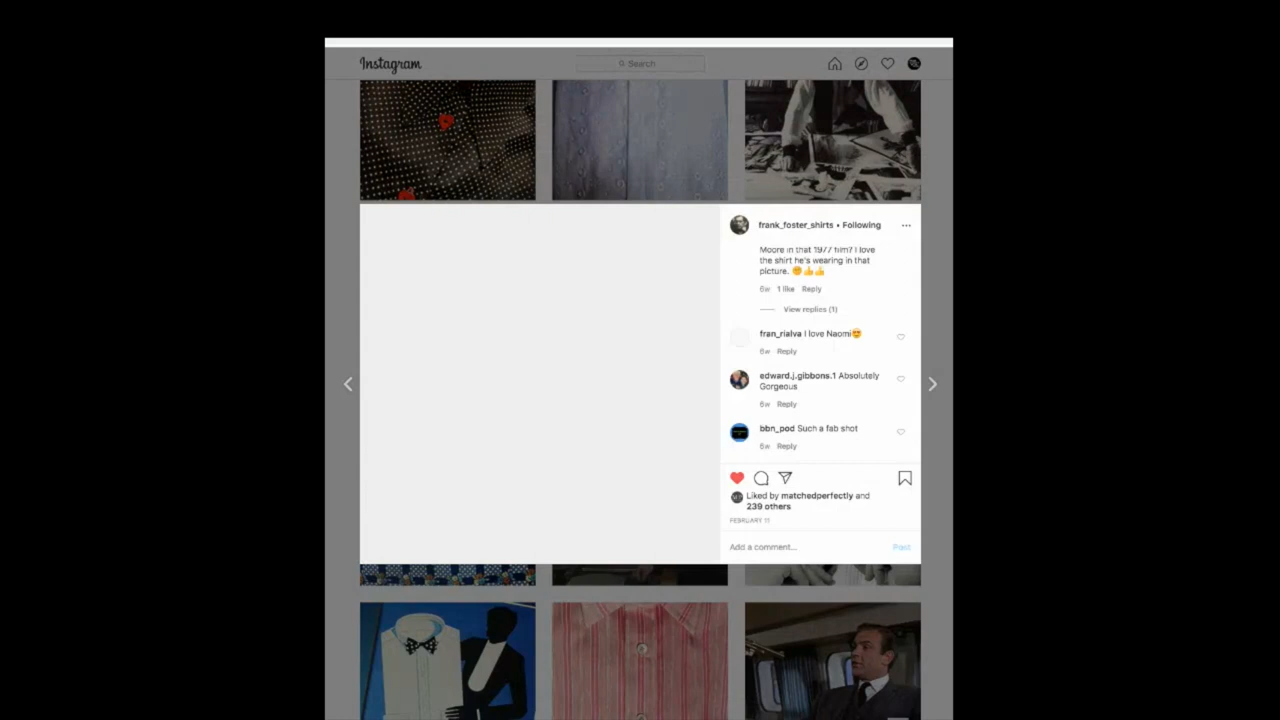 Instagram
Search
frank_foster_shirts • Following
Moore in that 1977 film? I love
the shirt he's wearing in that
picture. 😊👍👍
6w 1 like Reply
View replies (1)
fran_rialva I love Naomi😍
6w Reply
edward.j.gibbons.1 Absolutely
Gorgeous
6w Reply
bbn_pod Such a fab shot
6w Reply
Liked by matchedperfectly and
239 others
FEBRUARY 11
Add a comment... Post